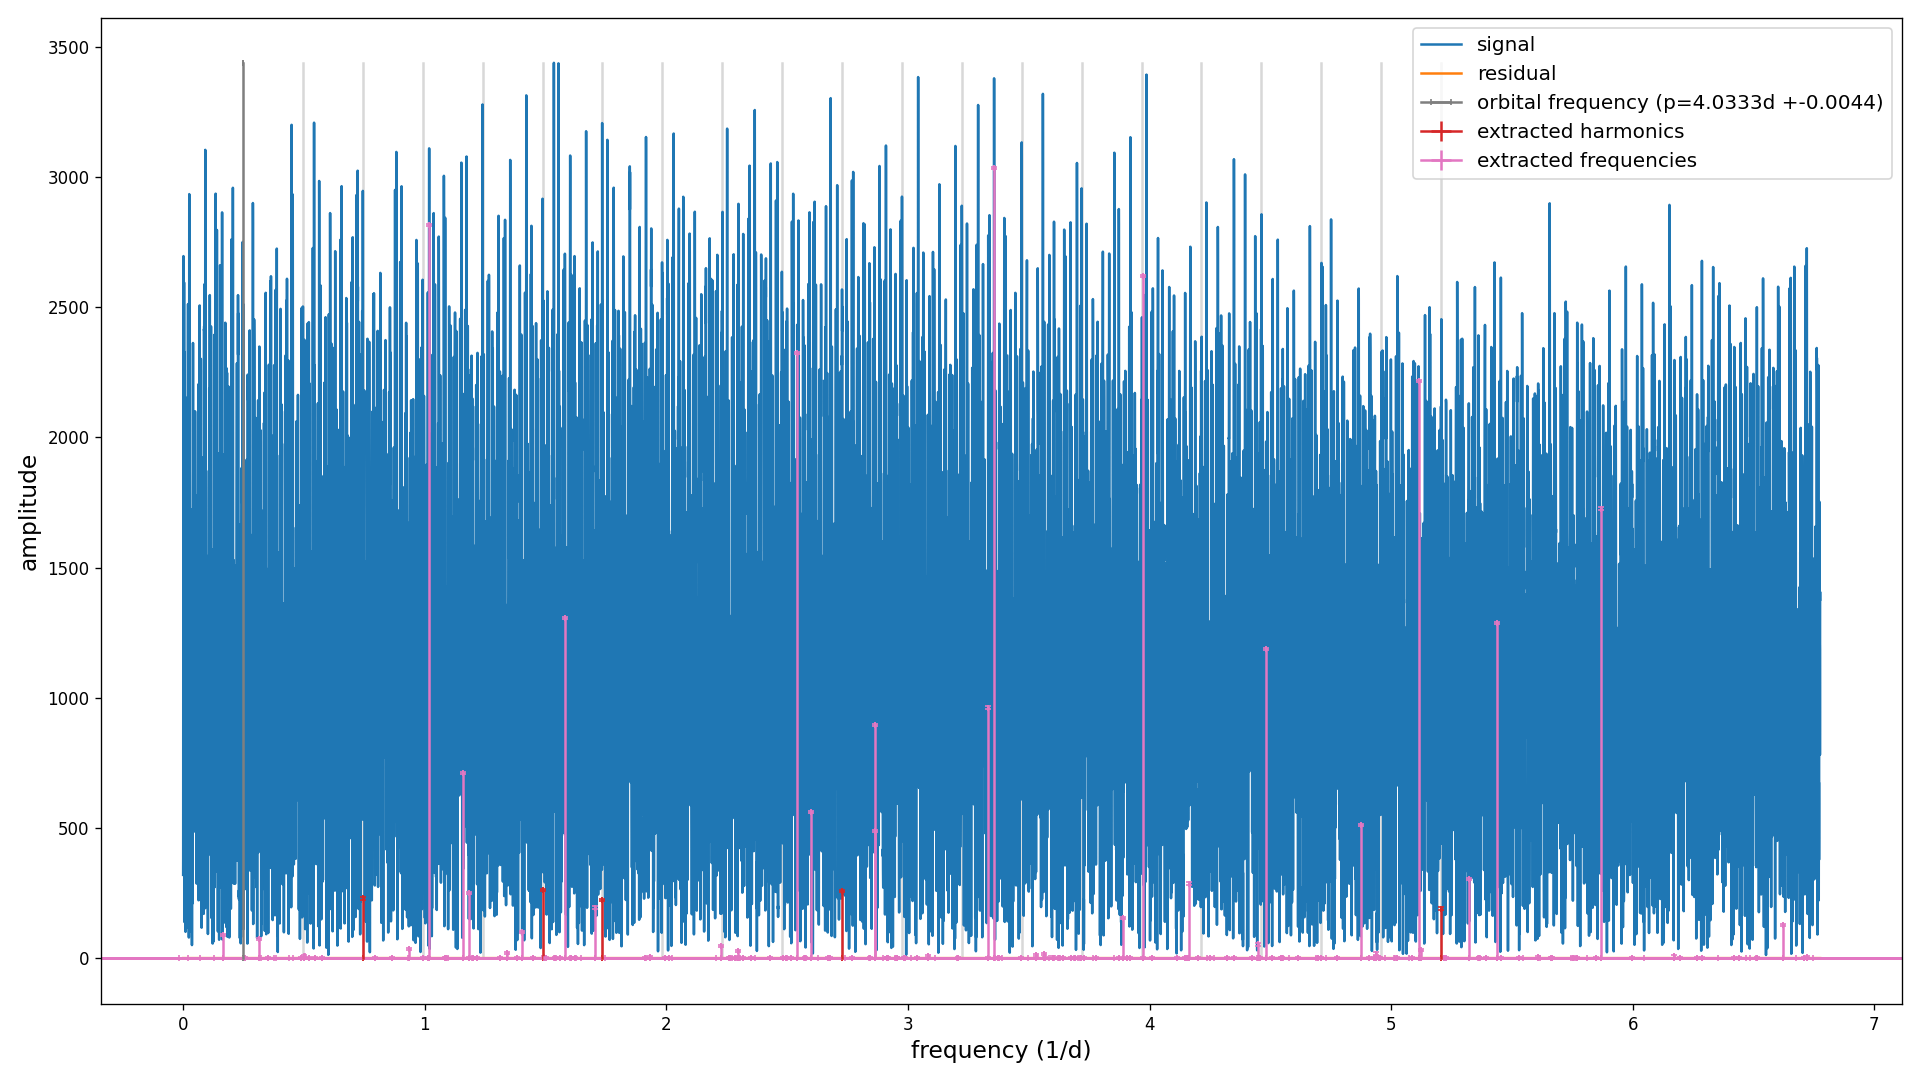 3500
3000
2500
2000
1500
1000
500
0
amplitude
signal
residual
orbital frequency (p=4.0333d +-0.0044)
extracted harmonics
extracted frequencies
0 1 2 3 4 5 6 7
frequency (1/d)